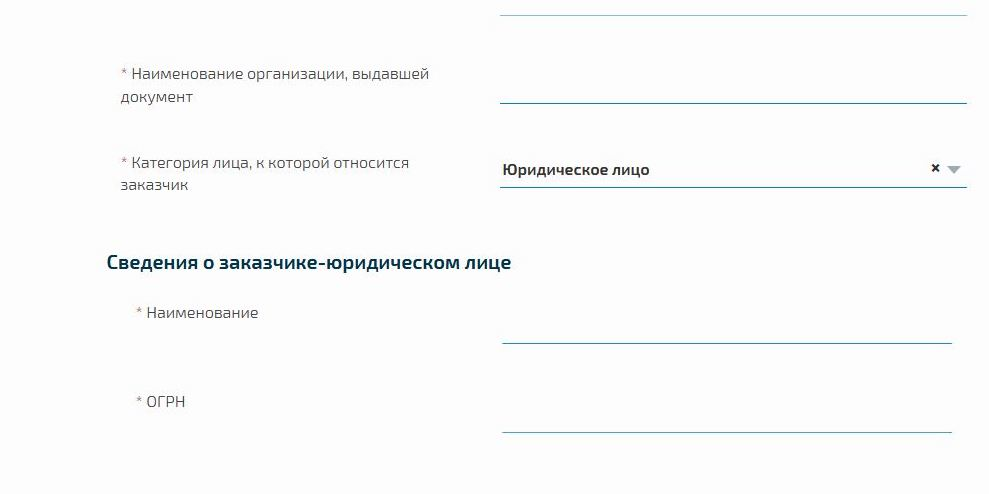 * Наименование организации, выдавшей
документ
* Категория лица, к которой относится
заказчик
Юридическое лицо
Сведения о заказчике-юридическом лице
* Наименование
* ОГРН